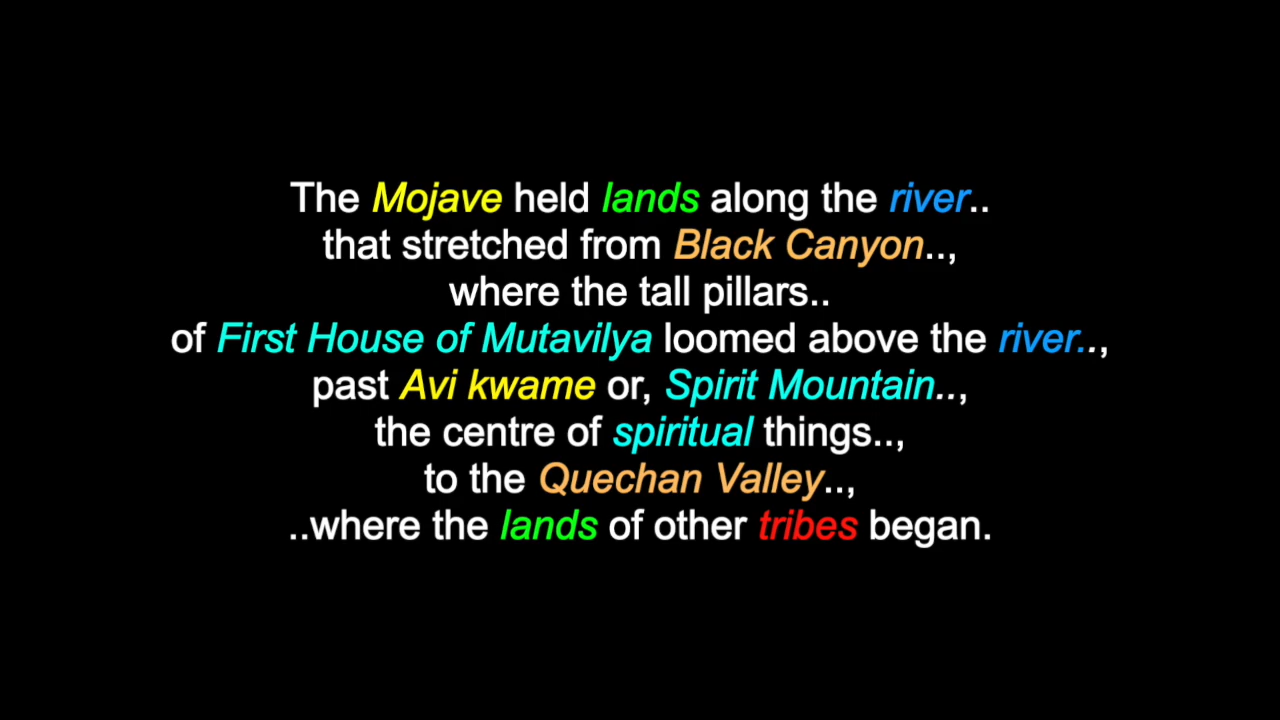 The Mojave held lands along the river..
that stretched from Black Canyon..,
where the tall pillars..
of First House of Mutavilya loomed above the river..,
past Avi kwame or, Spirit Mountain..,
the centre of spiritual things..,
to the Quechan Valley..,
..where the lands of other tribes began.